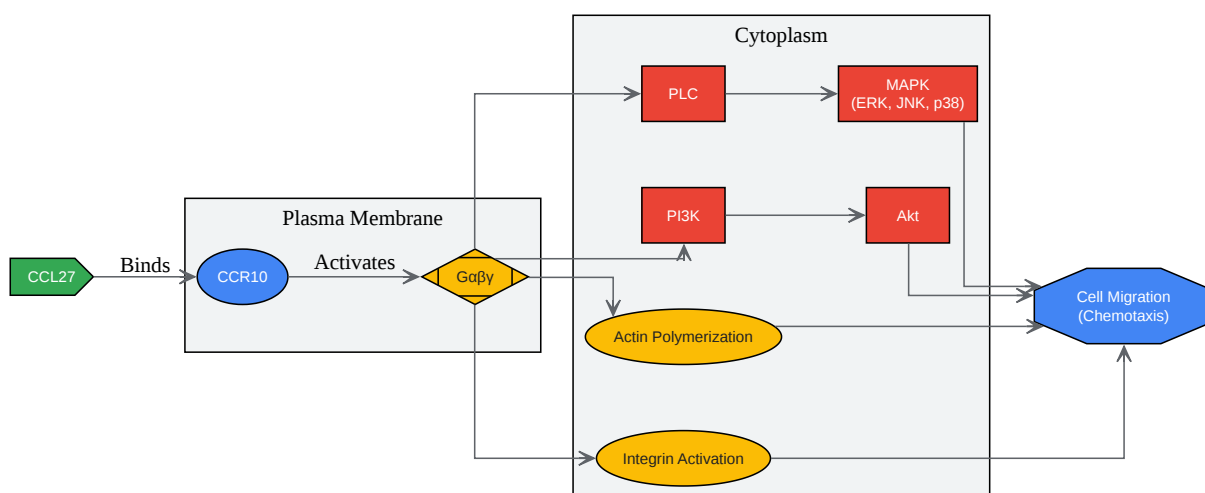 Cytoplasm
PLC
MAPK
(ERK, JNK, p38)
Plasma Membrane
PI3K
Akt
CCL27
Binds
CCR10
Activates
Gαβγ
Cell Migration
(Chemotaxis)
Actin Polymerization
Integrin Activation